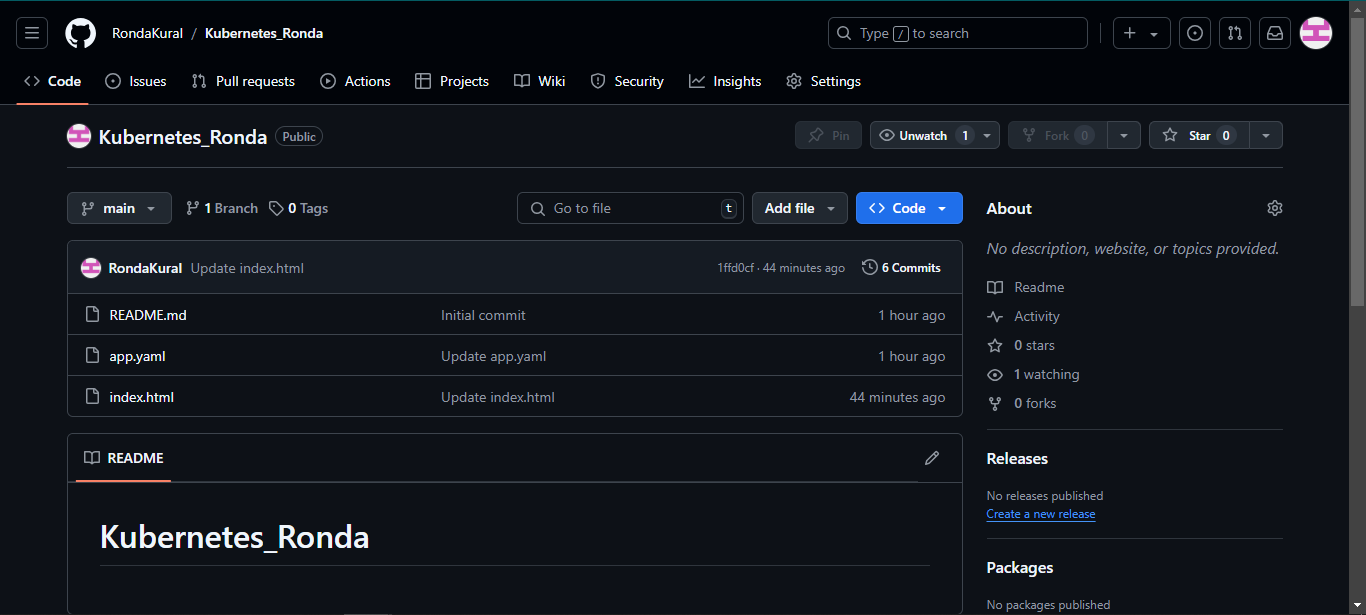 RondaKural / Kubernetes_Ronda
Type / to search
Code Issues Pull requests Actions Projects Wiki Security Insights Settings
Kubernetes_Ronda Public
Pin Unwatch 1 Fork 0 Star 0
main 1 Branch 0 Tags
Go to file t Add file Code
RondaKural Update index.html 1ffd0cf · 44 minutes ago 6 Commits
README.md Initial commit 1 hour ago
app.yaml Update app.yaml 1 hour ago
index.html Update index.html 44 minutes ago
README
Kubernetes_Ronda
About
No description, website, or topics provided.
Readme
Activity
0 stars
1 watching
0 forks
Releases
No releases published
Create a new release
Packages
No packages published